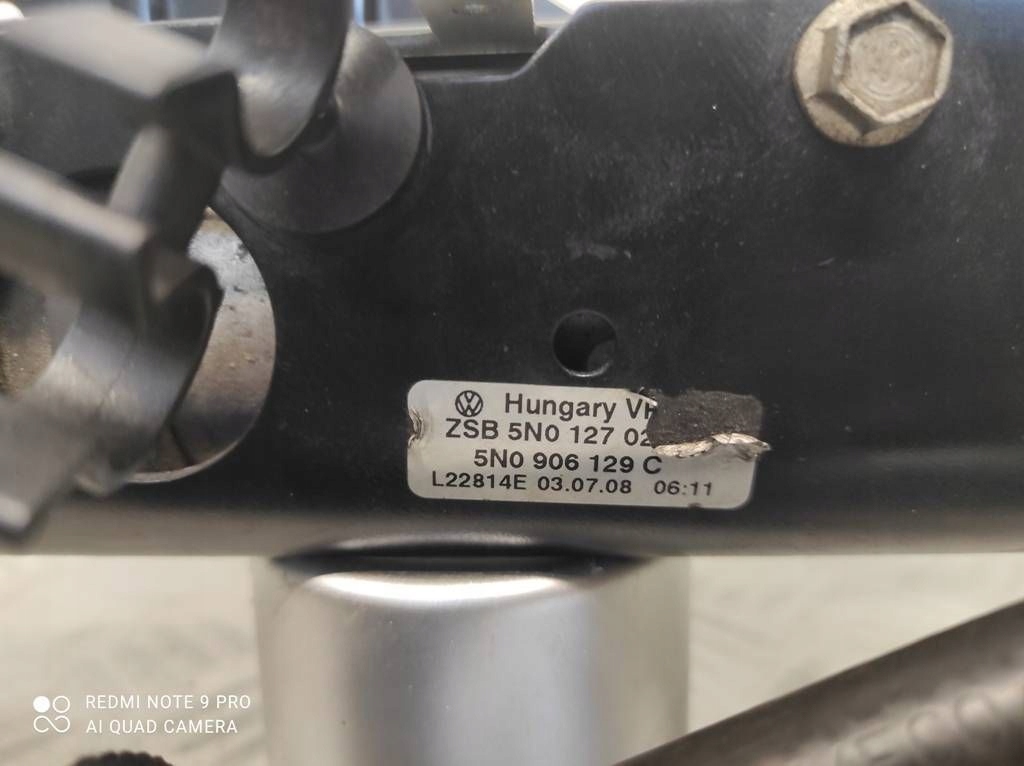 Hungary
ZSB 5N0 127
5N0 906 129 C
L22814E 03.07.08 06:11
REDMI NOTE 9 PRO
AI QUAD CAMERA